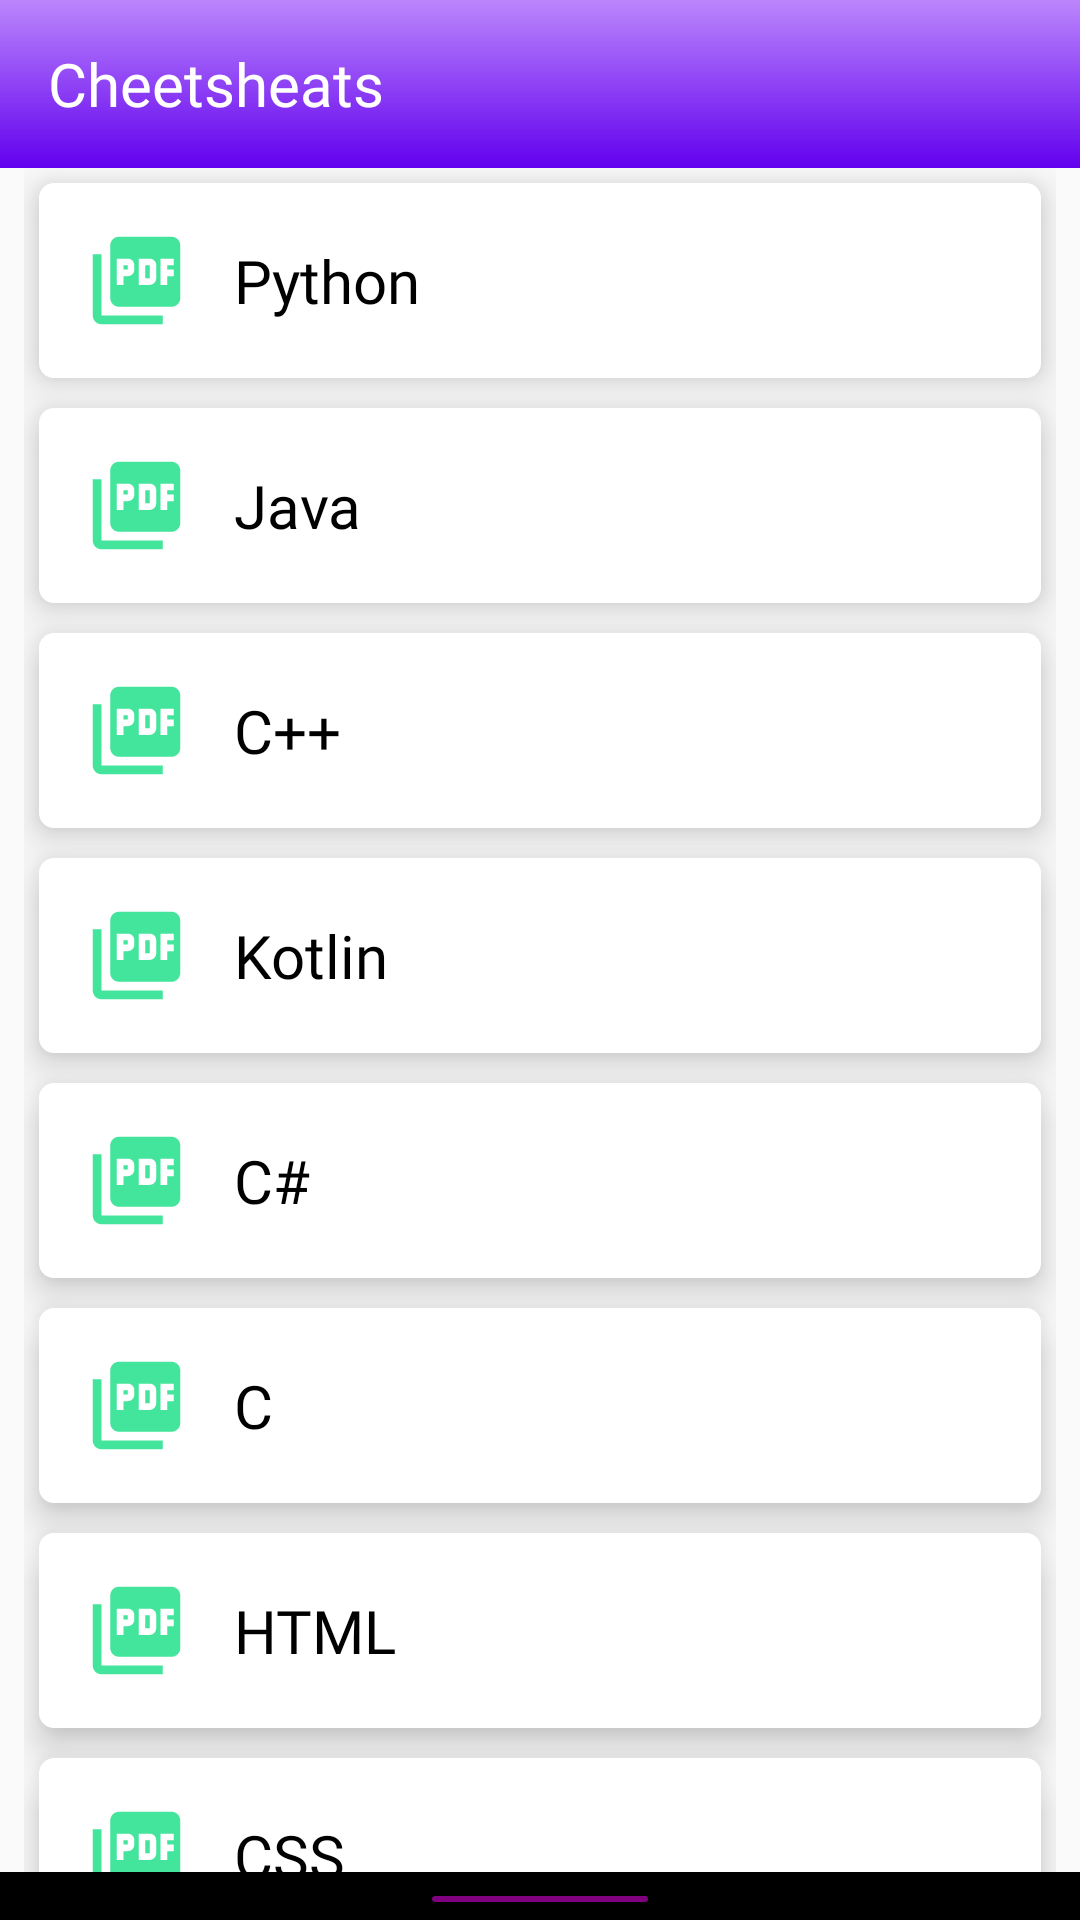 Cheetsheats
PDF Python
PDF Java
PDF C++
PDF Kotlin
PDF C#
PDF C
PDF HTML
PDF CSS